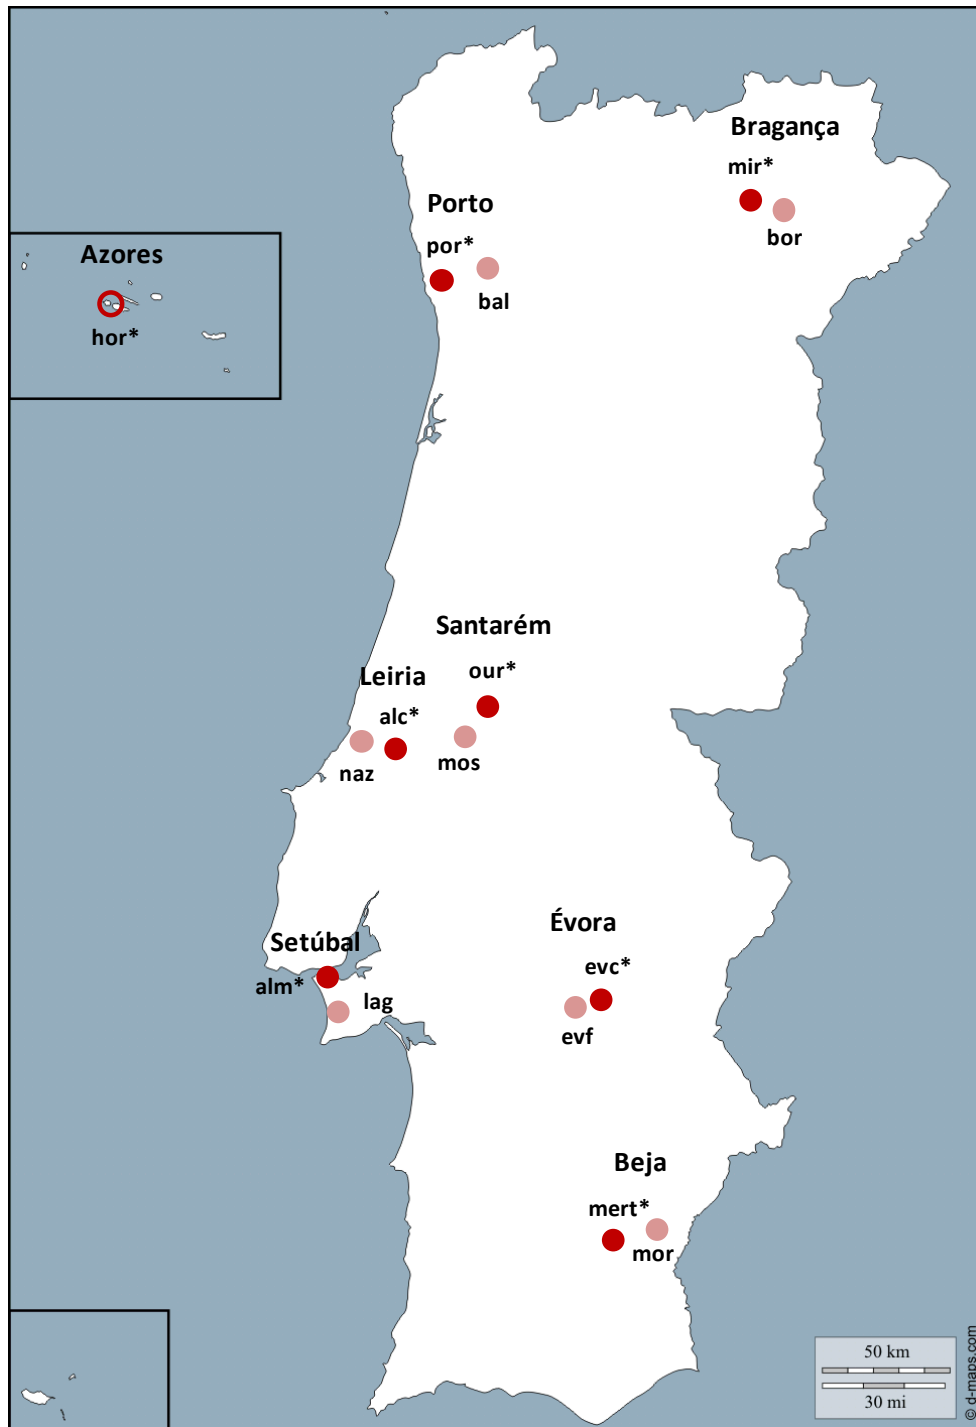 Bragança
mir*
bor
Porto
por*
bal
Azores
hor*
Santarém
our*
mos
Leiria
alc*
naz
Setúbal
alm*
lag
Évora
evc*
evf
Beja
mert*
mor
50 km
30 mi
© d-maps.com